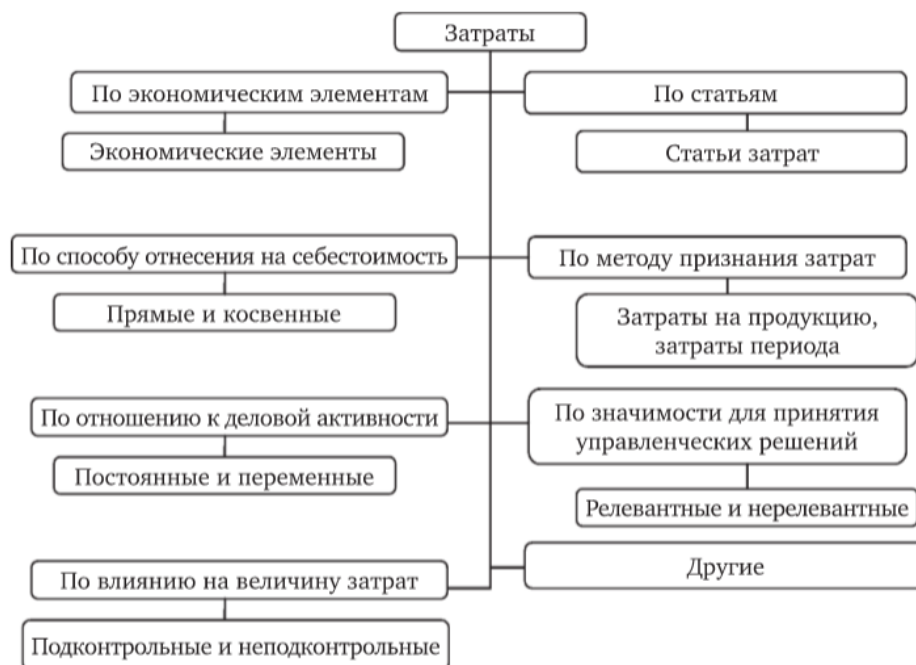 Затраты
По экономическим элементам
По статьям
Экономические элементы
Статьи затрат
По способу отнесения на себестоимость
По методу признания затрат
Прямые и косвенные
Затраты на продукцию,
затраты периода
По отношению к деловой активности
По значимости для принятия
управленческих решений
Постоянные и переменные
Релевантные и нерелевантные
По влиянию на величину затрат
Другие
Подконтрольные и неподконтрольные